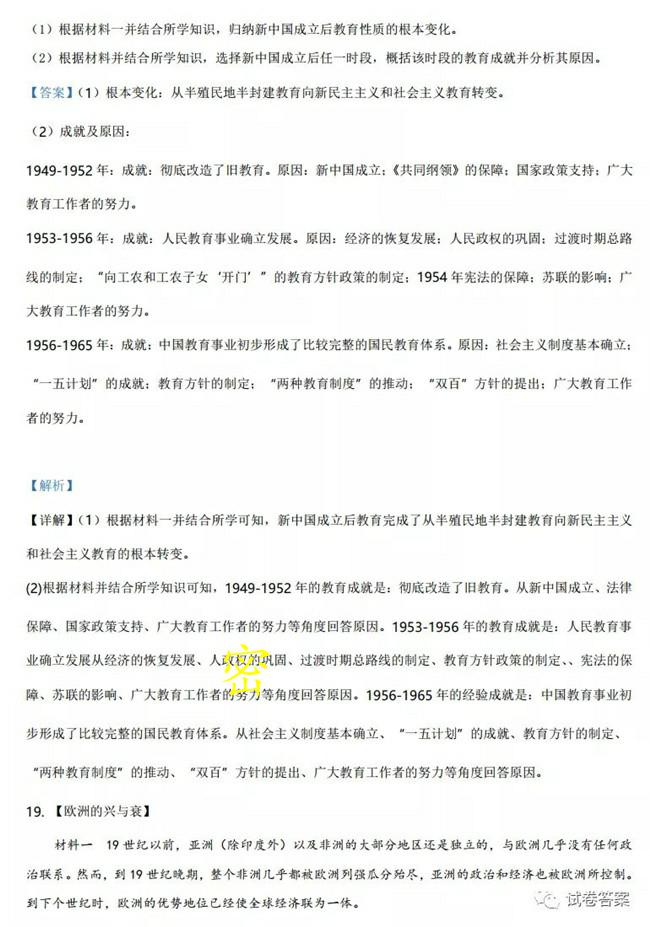 （1）根据材料一并结合所学知识，归纳新中国成立后教育性质的根本变化。
（2）根据材料并结合所学知识，选择新中国成立后任一时段，概括该时段的教育成就并分析其原因。
【答案】（1）根本变化：从半殖民地半封建教育向新民主主义和社会主义教育转变。
（2）成就及原因：
1949-1952 年：成就：彻底改造了旧教育。原因：新中国成立；《共同纲领》的保障；国家政策支持；广大
教育工作者的努力。
1953-1956 年：成就：人民教育事业确立发展。原因：经济的恢复发展；人民政权的巩固；过渡时期总路
线的制定；“向工农和工农子女‘开门’”的教育方针政策的制定；1954 年宪法的保障；苏联的影响；广
大教育工作者的努力。
1956-1965 年：成就：中国教育事业初步形成了比较完整的国民教育体系。原因：社会主义制度基本确立；
“一五计划”的成就；教育方针的制定；“两种教育制度”的推动；“双百”方针的提出；广大教育工作
者的努力。
【解析】
【详解】（1）根据材料一并结合所学可知，新中国成立后教育完成了从半殖民地半封建教育向新民主主义
和社会主义教育的根本转变。
(2)根据材料并结合所学知识可知，1949-1952 年的教育成就是：彻底改造了旧教育。从新中国成立、法律
保障、国家政策支持、广大教育工作者的努力等角度回答原因。1953-1956 年的教育成就是：人民教育事
业确立发展从经济的恢复发展、人政权的巩固、过渡时期总路线的制定、教育方针政策的制定、、宪法的保
障、苏联的影响、广大教育工作者的努力等角度回答原因。1956-1965 年的经验成就是：中国教育事业初
步形成了比较完整的国民教育体系。从社会主义制度基本确立、“一五计划”的成就、教育方针的制定、
“两种教育制度”的推动、“双百”方针的提出、广大教育工作者的努力等角度回答原因。
密
19. 【欧洲的兴与衰】
材料一 19 世纪以前，亚洲（除印度外）以及非洲的大部分地区还是独立的，与欧洲几乎没有任何政
治联系。然而，到 19 世纪晚期，整个非洲几乎都被欧洲列强瓜分殆尽，亚洲的政治和经济也被欧洲所控制。
到下个世纪时，欧洲的优势地位已经使全球经济联为一体。
试卷答案